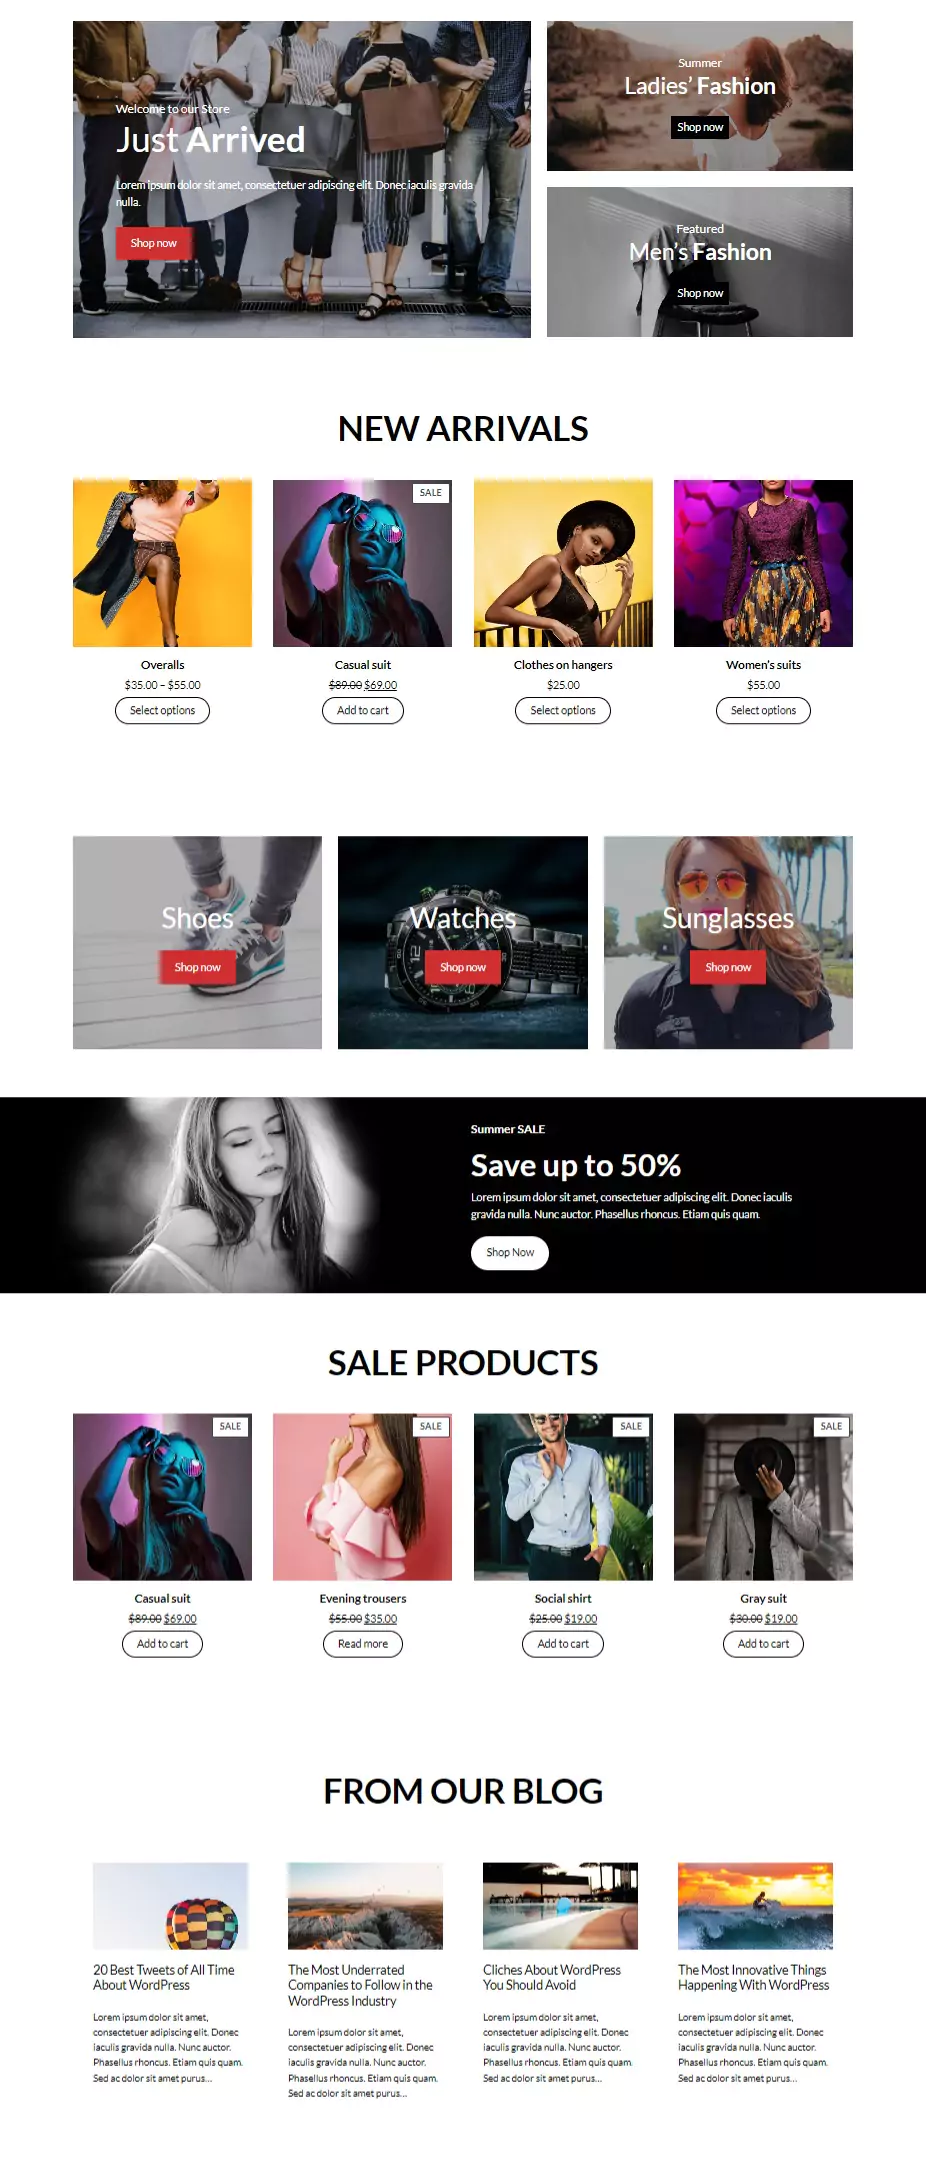 Welcome to our Store
Just Arrived
Lorem ipsum dolor sit amet, consectetuer adipiscing elit. Donec iaculis gravida
nulla.
Shop now
Summer
Ladies’ Fashion
Shop now
Featured
Men’s Fashion
Shop now
NEW ARRIVALS
SALE
Overalls
$35.00 – $55.00
Select options
Casual suit
$89.00 $69.00
Add to cart
Clothes on hangers
$25.00
Select options
Women’s suits
$55.00
Select options
Shoes
Shop now
Watches
Shop now
Sunglasses
Shop now
Summer SALE
Save up to 50%
Lorem ipsum dolor sit amet, consectetuer adipiscing elit. Donec iaculis
gravida nulla. Nunc auctor. Phasellus rhoncus. Etiam quis quam.
Shop Now
SALE PRODUCTS
SALE
Casual suit
$89.00 $69.00
Add to cart
SALE
Evening trousers
$55.00 $35.00
Read more
SALE
Social shirt
$25.00 $19.00
Add to cart
SALE
Gray suit
$30.00 $19.00
Add to cart
FROM OUR BLOG
20 Best Tweets of All Time
About WordPress
Lorem ipsum dolor sit amet,
consectetuer adipiscing elit. Donec
iaculis gravida nulla. Nunc auctor.
Phasellus rhoncus. Etiam quis quam.
Sed ac dolor sit amet purus...
The Most Underrated
Companies to Follow in the
WordPress Industry
Lorem ipsum dolor sit amet,
consectetuer adipiscing elit. Donec
iaculis gravida nulla. Nunc auctor.
Phasellus rhoncus. Etiam quis quam.
Sed ac dolor sit amet purus...
Cliches About WordPress
You Should Avoid
Lorem ipsum dolor sit amet,
consectetuer adipiscing elit. Donec
iaculis gravida nulla. Nunc auctor.
Phasellus rhoncus. Etiam quis quam.
Sed ac dolor sit amet purus...
The Most Innovative Things
Happening With WordPress
Lorem ipsum dolor sit amet,
consectetuer adipiscing elit. Donec
iaculis gravida nulla. Nunc auctor.
Phasellus rhoncus. Etiam quis quam.
Sed ac dolor sit amet purus...